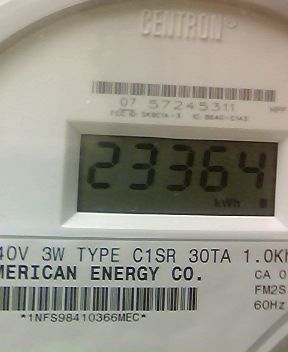 CENTRON®
07 57245311
23364
kWh
40V 3W TYPE C1SR 30TA 1.0Kh
MERICAN ENERGY CO.
CA 0
FM2S
60Hz
*1NFS98410366MEC*